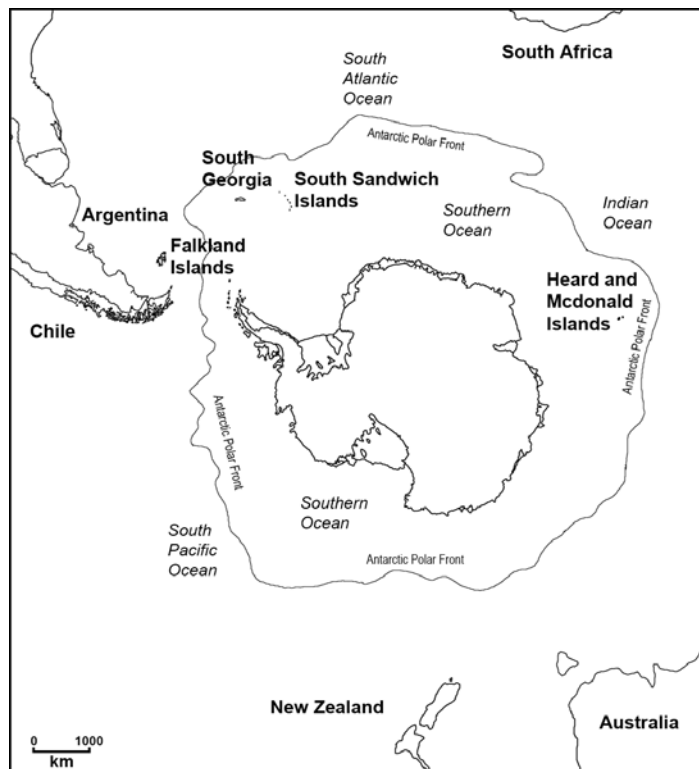 South Africa
South
Atlantic
Ocean
Antarctic Polar Front
South
Georgia
South Sandwich
Islands
Argentina
Southern
Ocean
Indian
Ocean
Falkland
Islands
Heard and
Mcdonald
Islands
Chile
Antarctic Polar Front
Antarctic Polar Front
Southern
Ocean
South
Pacific
Ocean
Antarctic Polar Front
New Zealand
Australia
0 1000
km